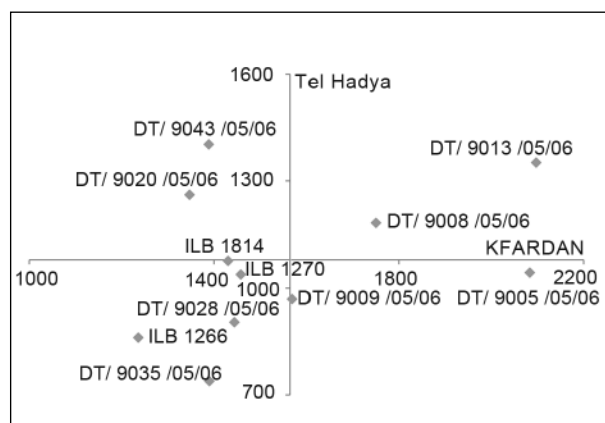 1600
Tel Hadya
DT/ 9043 /05/06
DT/ 9013 /05/06
1300
DT/ 9020 /05/06
DT/ 9008 /05/06
ILB 1814
KFARDAN
1000
1400
ILB 1270
1800
2200
1000
DT/ 9028 /05/06
DT/ 9009 /05/06
DT/ 9005 /05/06
ILB 1266
DT/ 9035 /05/06
700